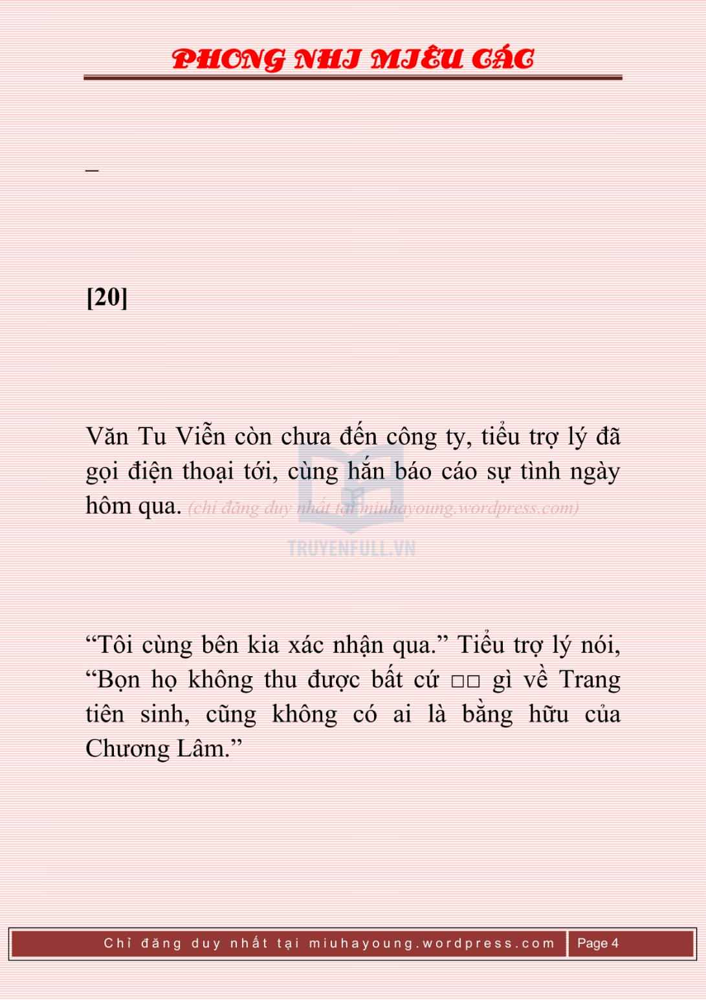 PHONG NHI MIÊU CÁC
–
[20]
Văn Tu Viễn còn chưa đến công ty, tiểu trợ lý đã
gọi điện thoại tới, cùng hắn báo cáo sự tình ngày
hôm qua. (chỉ đăng duy nhất tại miuhayoung.wordpress.com)
TRUYENFULL.VN
“Tôi cùng bên kia xác nhận qua.” Tiểu trợ lý nói,
“Bọn họ không thu được bất cứ □□ gì về Trang
tiên sinh, cũng không có ai là bằng hữu của
Chương Lâm.”
Chỉ đăng duy nhất tại miuhayoung.wordpress.com Page 4